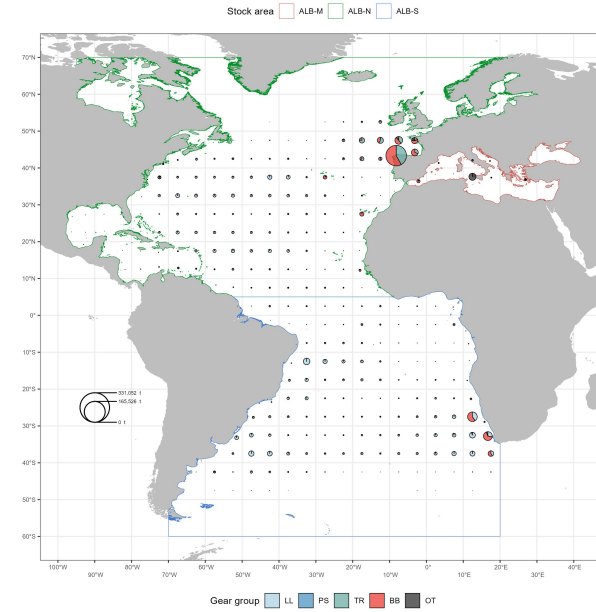 Stock area ALB-M ALB-N ALB-S
70°N
60°N
50°N
40°N
30°N
20°N
10°N
0°
10°S
20°S
30°S
40°S
50°S
60°S
331,052 t
165,526 t
0 t
100°W 90°W 80°W 70°W 60°W 50°W 40°W 30°W 20°W 10°W 0° 10°E 20°E 30°E 40°E
Gear group LL PS TR BB OT